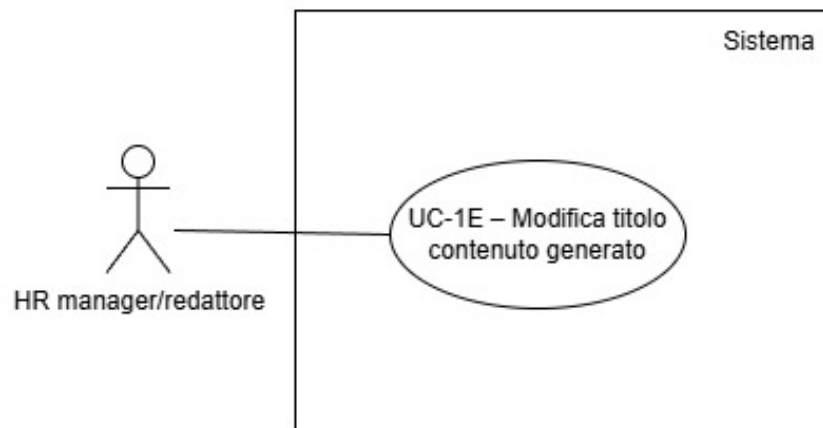 Sistema
UC-1E – Modifica titolo
contenuto generato
HR manager/redattore